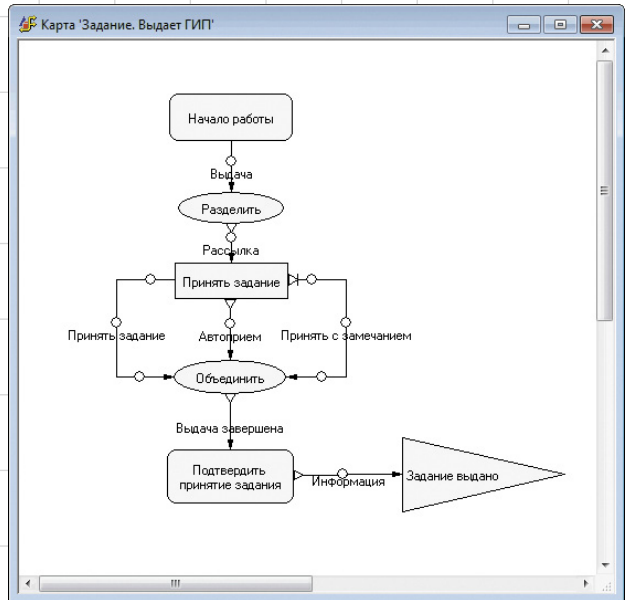 Карта 'Задание. Выдает ГИП'
Начало работы
Выдача
Разделить
Рассылка
Принять задание
Принять задание
Автоприем
Принять с замечанием
Объединить
Выдача завершена
Подтвердить
принятие задания
Информация
Задание выдано